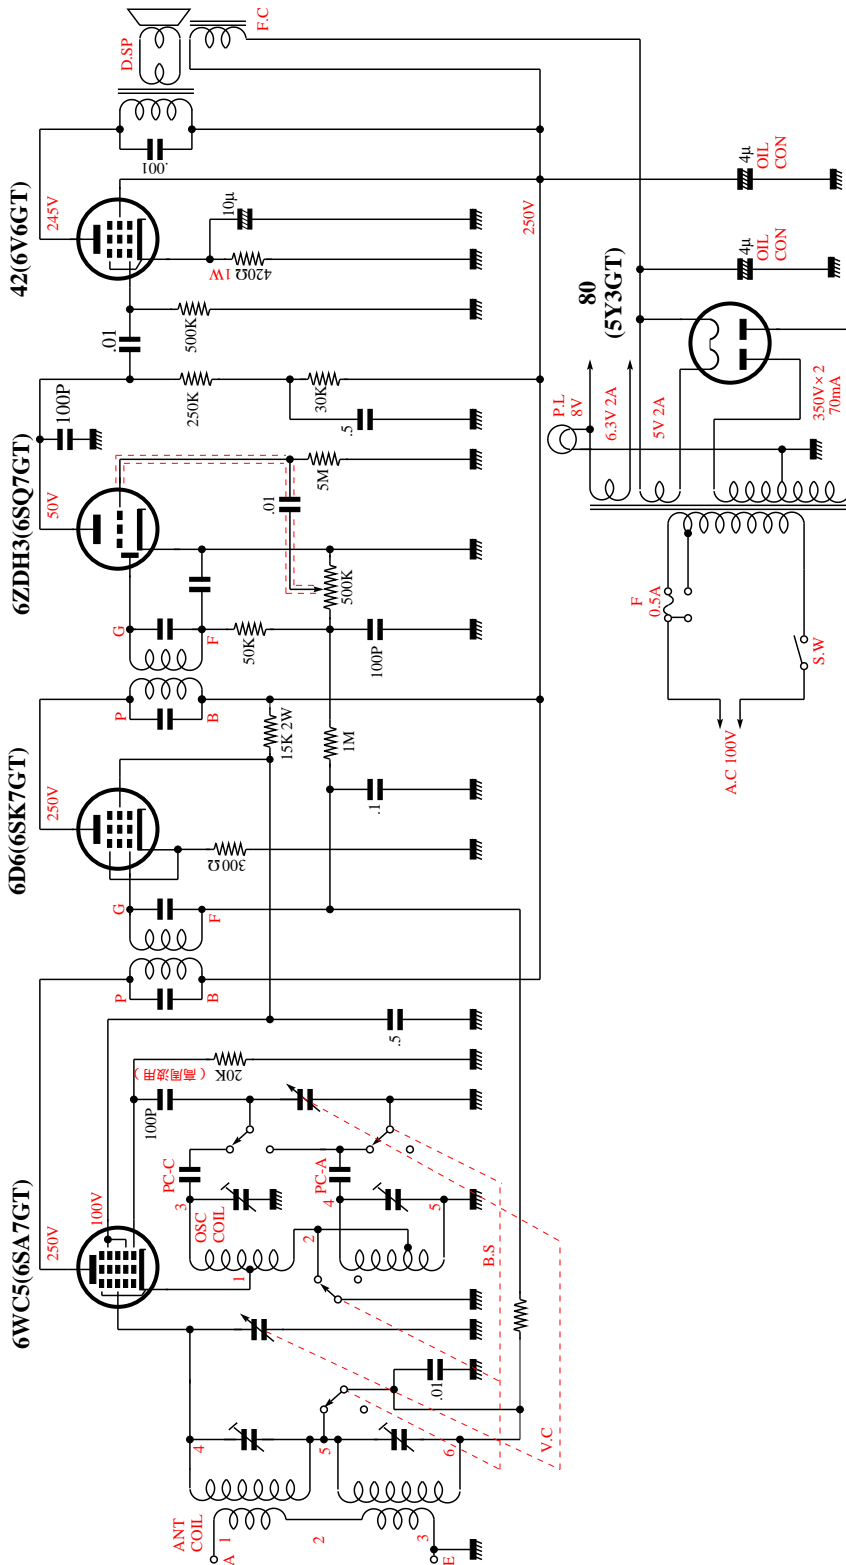 6WC5(6SA7GT)
6D6(6SK7GT)
6ZDH3(6SQ7GT)
42(6V6GT)
250V
100V
250V
50V
100P
245V
.01
.001
D.SP
F.C
P
B
G
F
P
B
G
F
ANT
COIL
A
1
2
3
E
4
5
6
.01
V.C
B.S
OSC
COIL
1
2
3
4
5
PC-C
PC-A
100P
20K
(高周波用)
.5
300Ω
.1
1M
15K 2W
50K
100P
500K
.01
5M
.5
250K
30K
500K
420Ω
1W
10μ
250V
A.C 100V
F
0.5A
S.W
P.L
8V
6.3V 2A
5V 2A
350V×2
70mA
80
(5Y3GT)
4μ
OIL
CON
4μ
OIL
CON